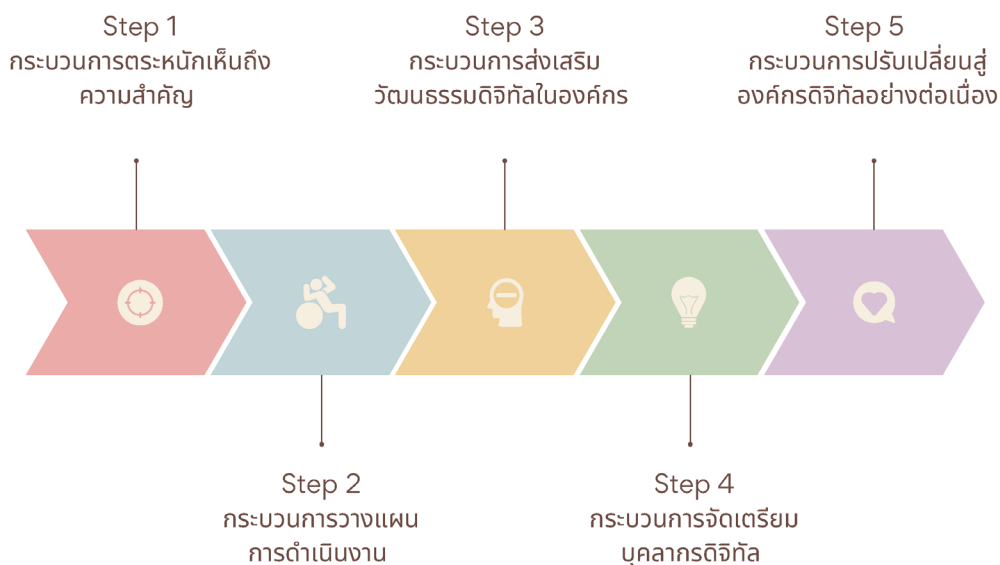 Step 1
กระบวนการตระหนักเห็นถึง
ความสำคัญ
Step 2
กระบวนการวางแผน
การดำเนินงาน
Step 3
กระบวนการส่งเสริม
วัฒนธรรมดิจิทัลในองค์กร
Step 4
กระบวนการจัดเตรียม
บุคลากรดิจิทัล
Step 5
กระบวนการปรับเปลี่ยนสู่
องค์กรดิจิทัลอย่างต่อเนื่อง